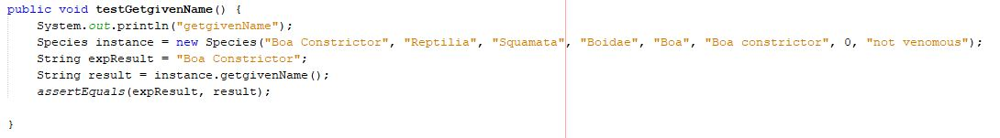 public void testGetgivenName() {
System.out.println("getgivenName");
Species instance = new Species("Boa Constrictor", "Reptilia", "Squamata", "Boidae", "Boa", "Boa constrictor", 0, "not venomous");
String expResult = "Boa Constrictor";
String result = instance.getgivenName();
assertEquals(expResult, result);
}